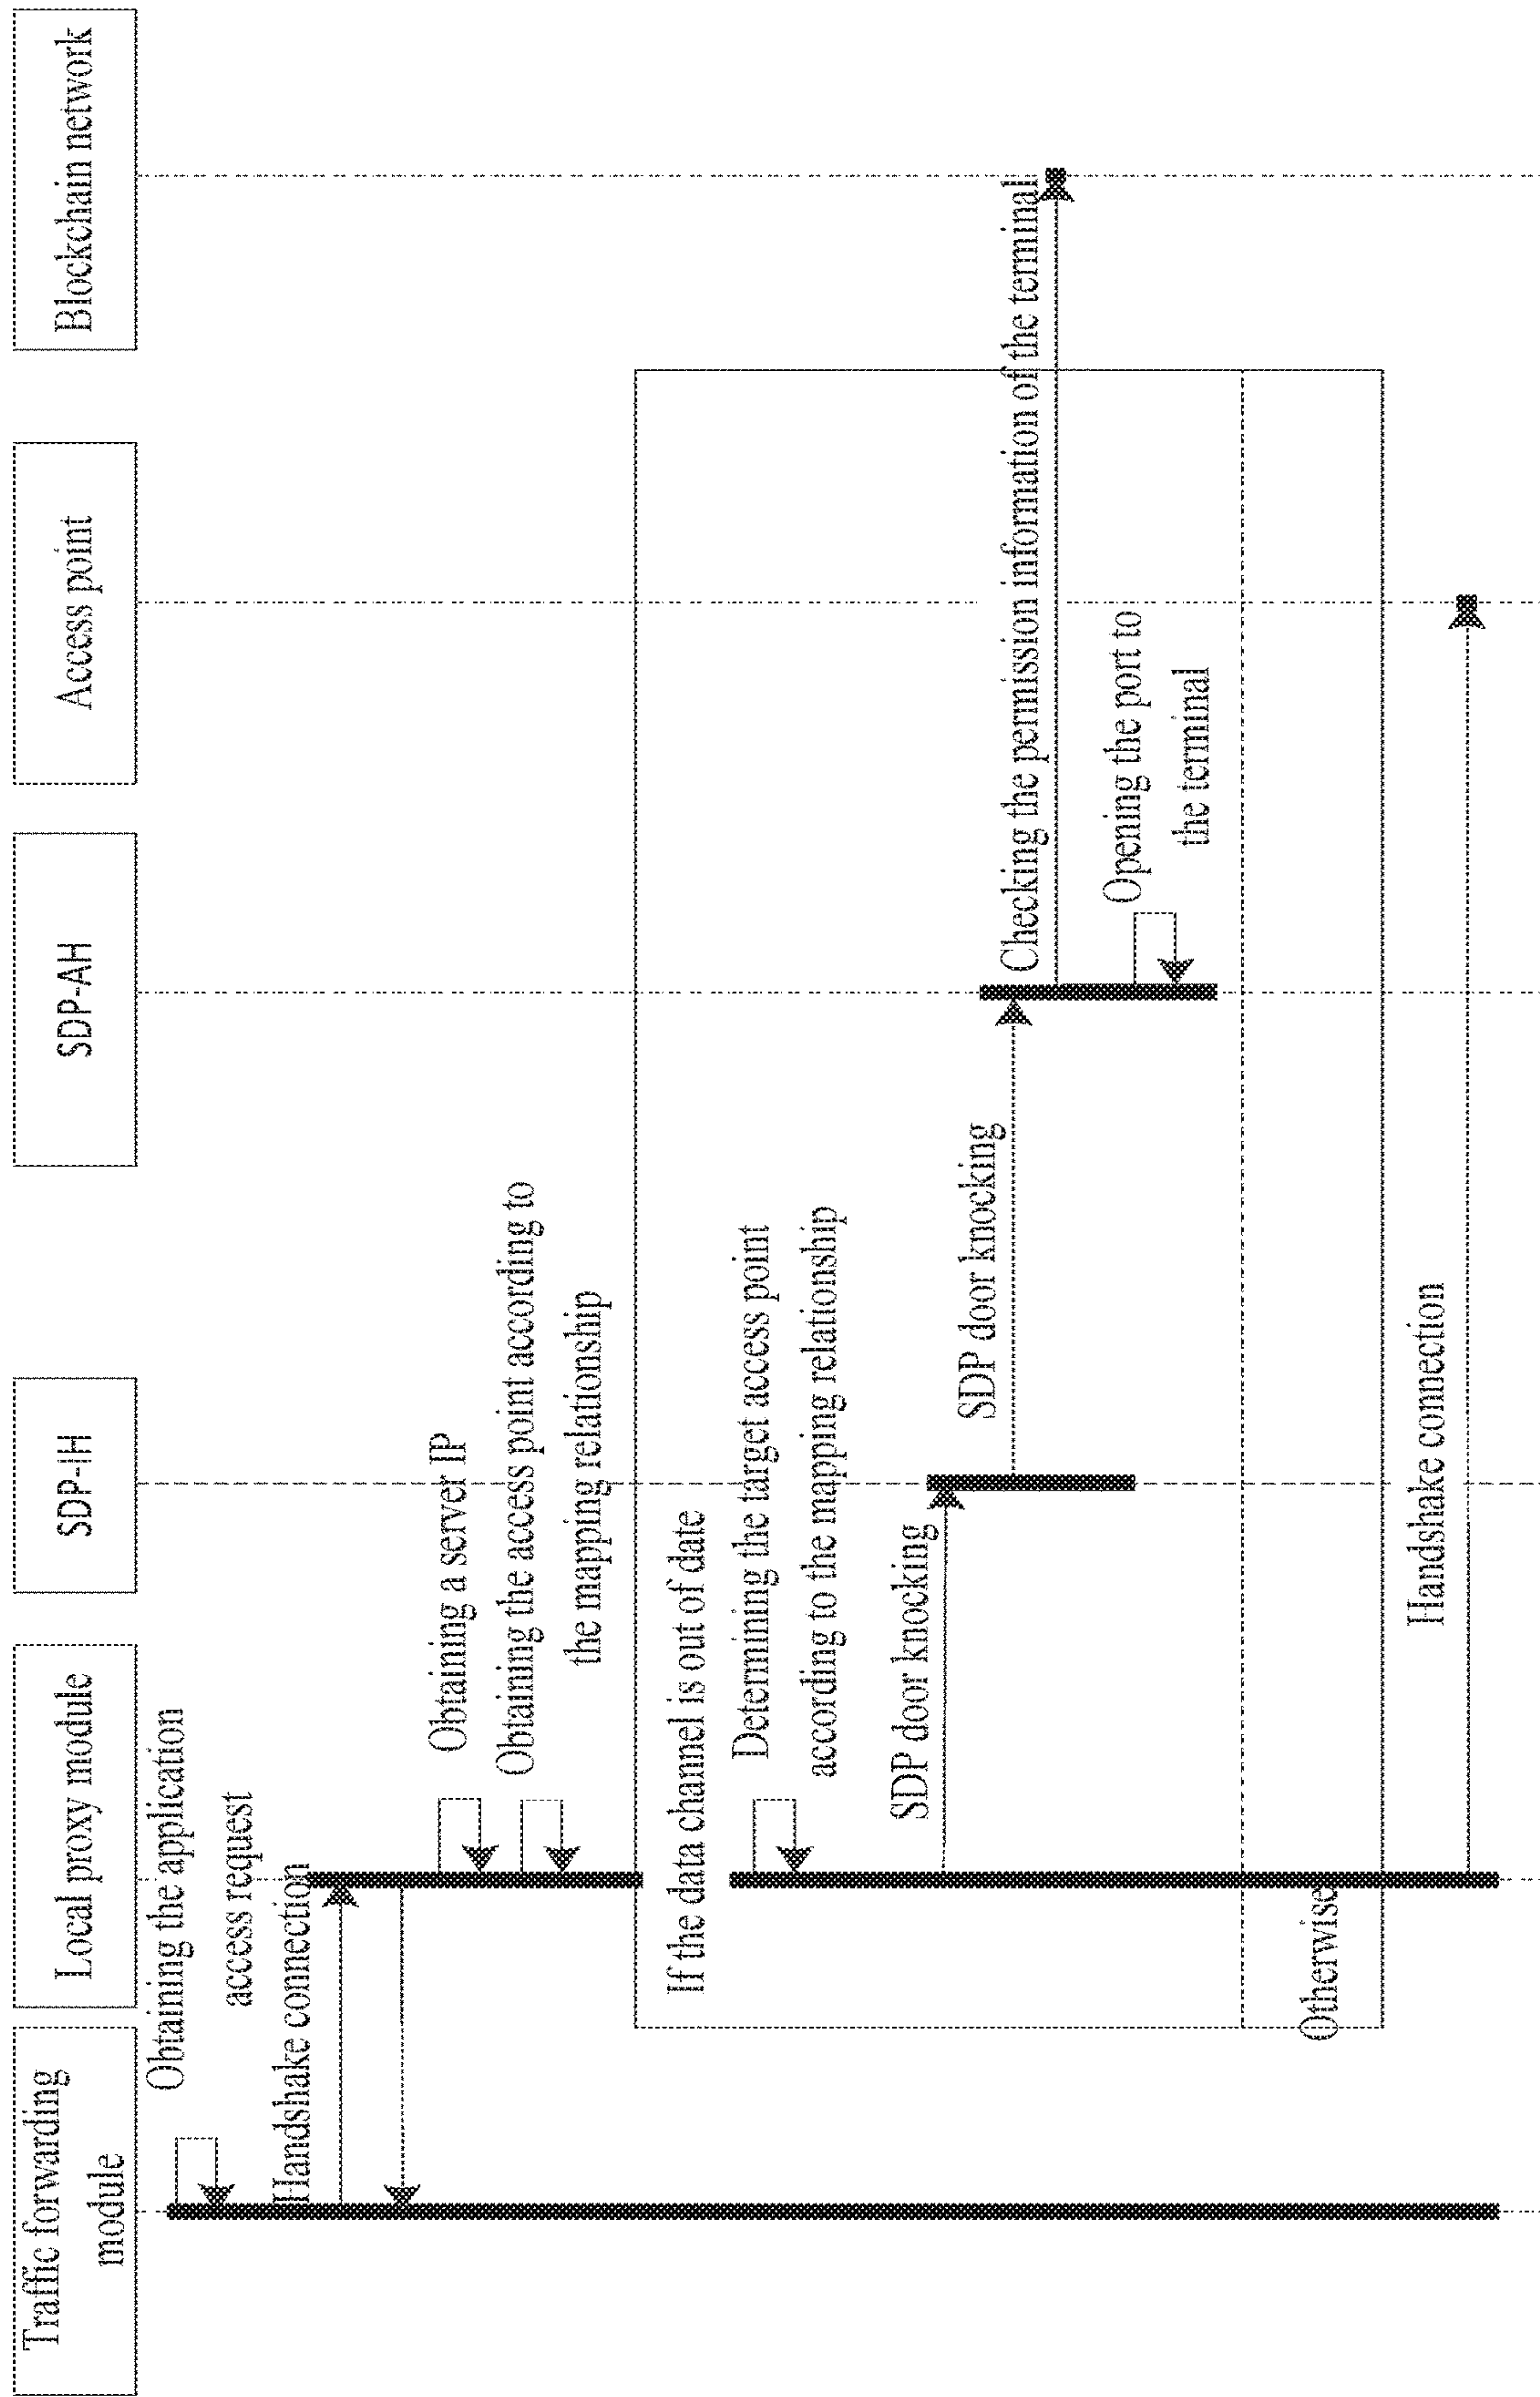 Traffic forwarding
module
Local proxy module
SDP-IH
SDP-AH
Access point
Blockchain network
Obtaining the application
access request
Handshake connection
Obtaining a server IP
Obtaining the access point according to
the mapping relationship
If the data channel is out of date
Determining the target access point
according to the mapping relationship
SDP door knocking
SDP door knocking
Checking the permission information of the terminal
Opening the port to
the terminal
Otherwise
Handshake connection